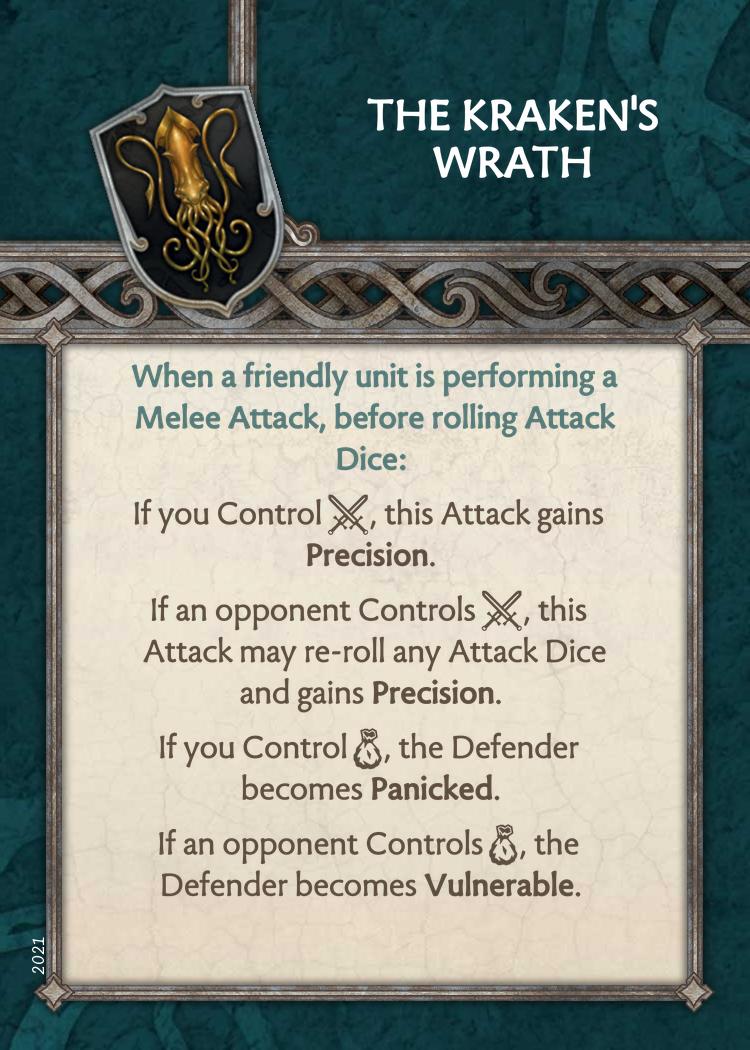 THE KRAKEN'S
WRATH
When a friendly unit is performing a
Melee Attack, before rolling Attack
Dice:
If you Control , this Attack gains
Precision.
If an opponent Controls , this
Attack may re-roll any Attack Dice
and gains Precision.
If you Control , the Defender
becomes Panicked.
If an opponent Controls , the
Defender becomes Vulnerable.
2021